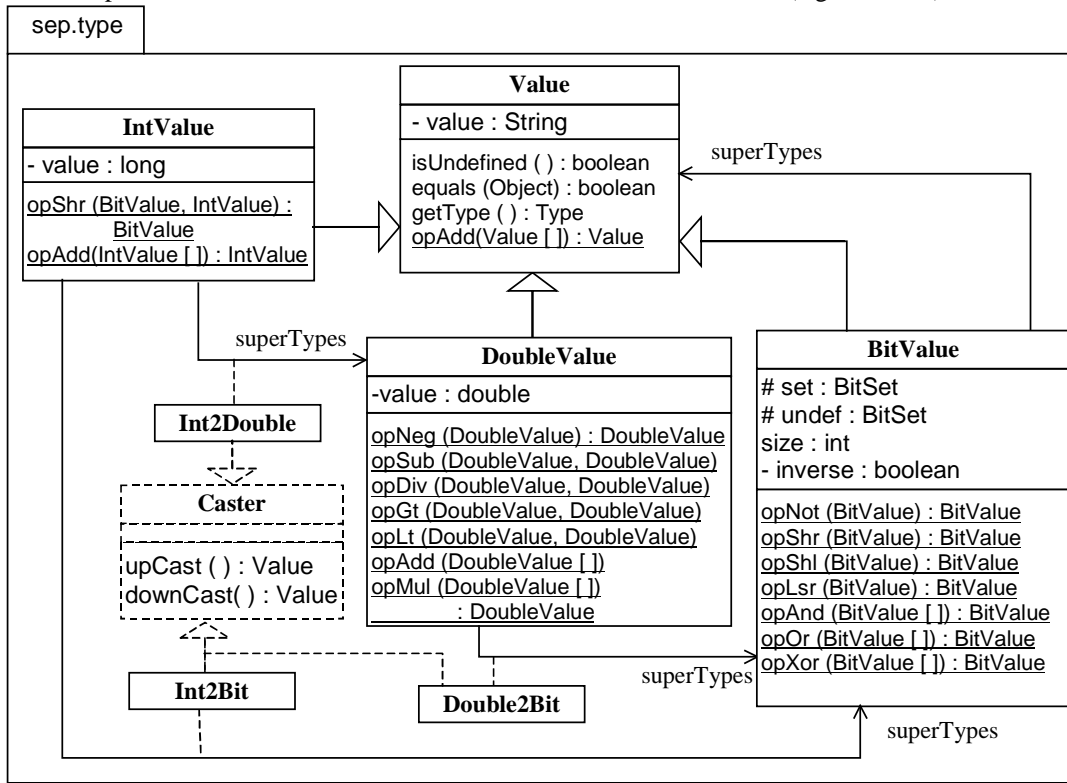 sep.type
Value
- value : String
isUndefined ( ) : boolean
equals (Object) : boolean
getType ( ) : Type
opAdd(Value [ ]) : Value
IntValue
- value : long
opShr (BitValue, IntValue) :
BitValue
opAdd(IntValue [ ]) : IntValue
superTypes
superTypes
DoubleValue
-value : double
opNeg (DoubleValue) : DoubleValue
opSub (DoubleValue, DoubleValue)
opDiv (DoubleValue, DoubleValue)
opGt (DoubleValue, DoubleValue)
opLt (DoubleValue, DoubleValue)
opAdd (DoubleValue [ ])
opMul (DoubleValue [ ])
: DoubleValue
BitValue
# set : BitSet
# undef : BitSet
size : int
- inverse : boolean
opNot (BitValue) : BitValue
opShr (BitValue) : BitValue
opShl (BitValue) : BitValue
opLsr (BitValue) : BitValue
opAnd (BitValue [ ]) : BitValue
opOr (BitValue [ ]) : BitValue
opXor (BitValue [ ]) : BitValue
Int2Double
Caster
upCast ( ) : Value
downCast( ) : Value
Int2Bit
Double2Bit
superTypes
superTypes